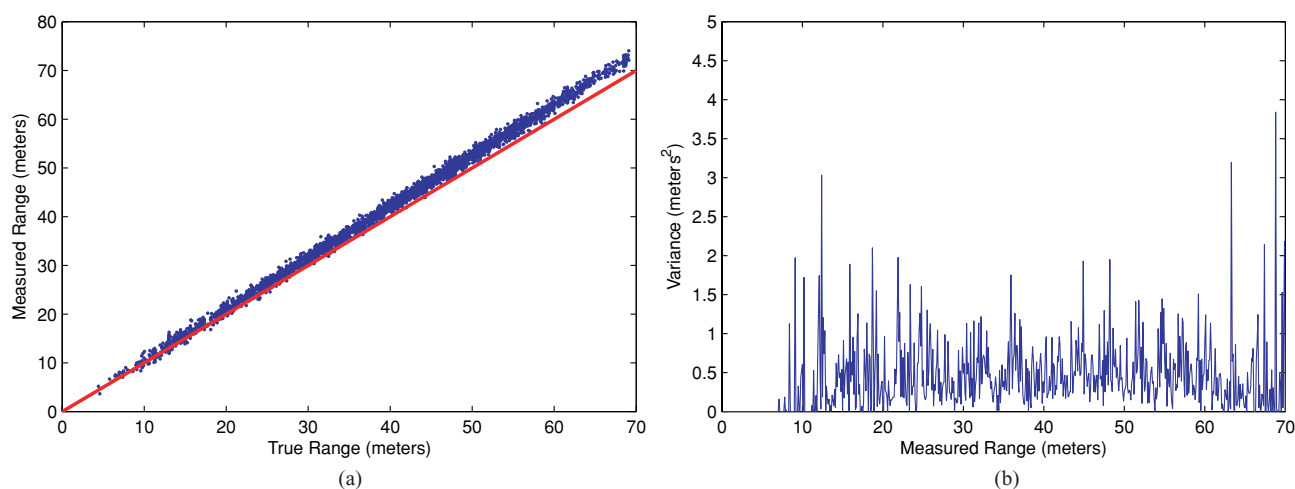 80
70
60
50
40
30
20
10
0
Measured Range (meters)
0 10 20 30 40 50 60 70
True Range (meters)
(a)
5
4.5
4
3.5
3
2.5
2
1.5
1
0.5
0
Variance (meters²)
0 10 20 30 40 50 60 70
Measured Range (meters)
(b)